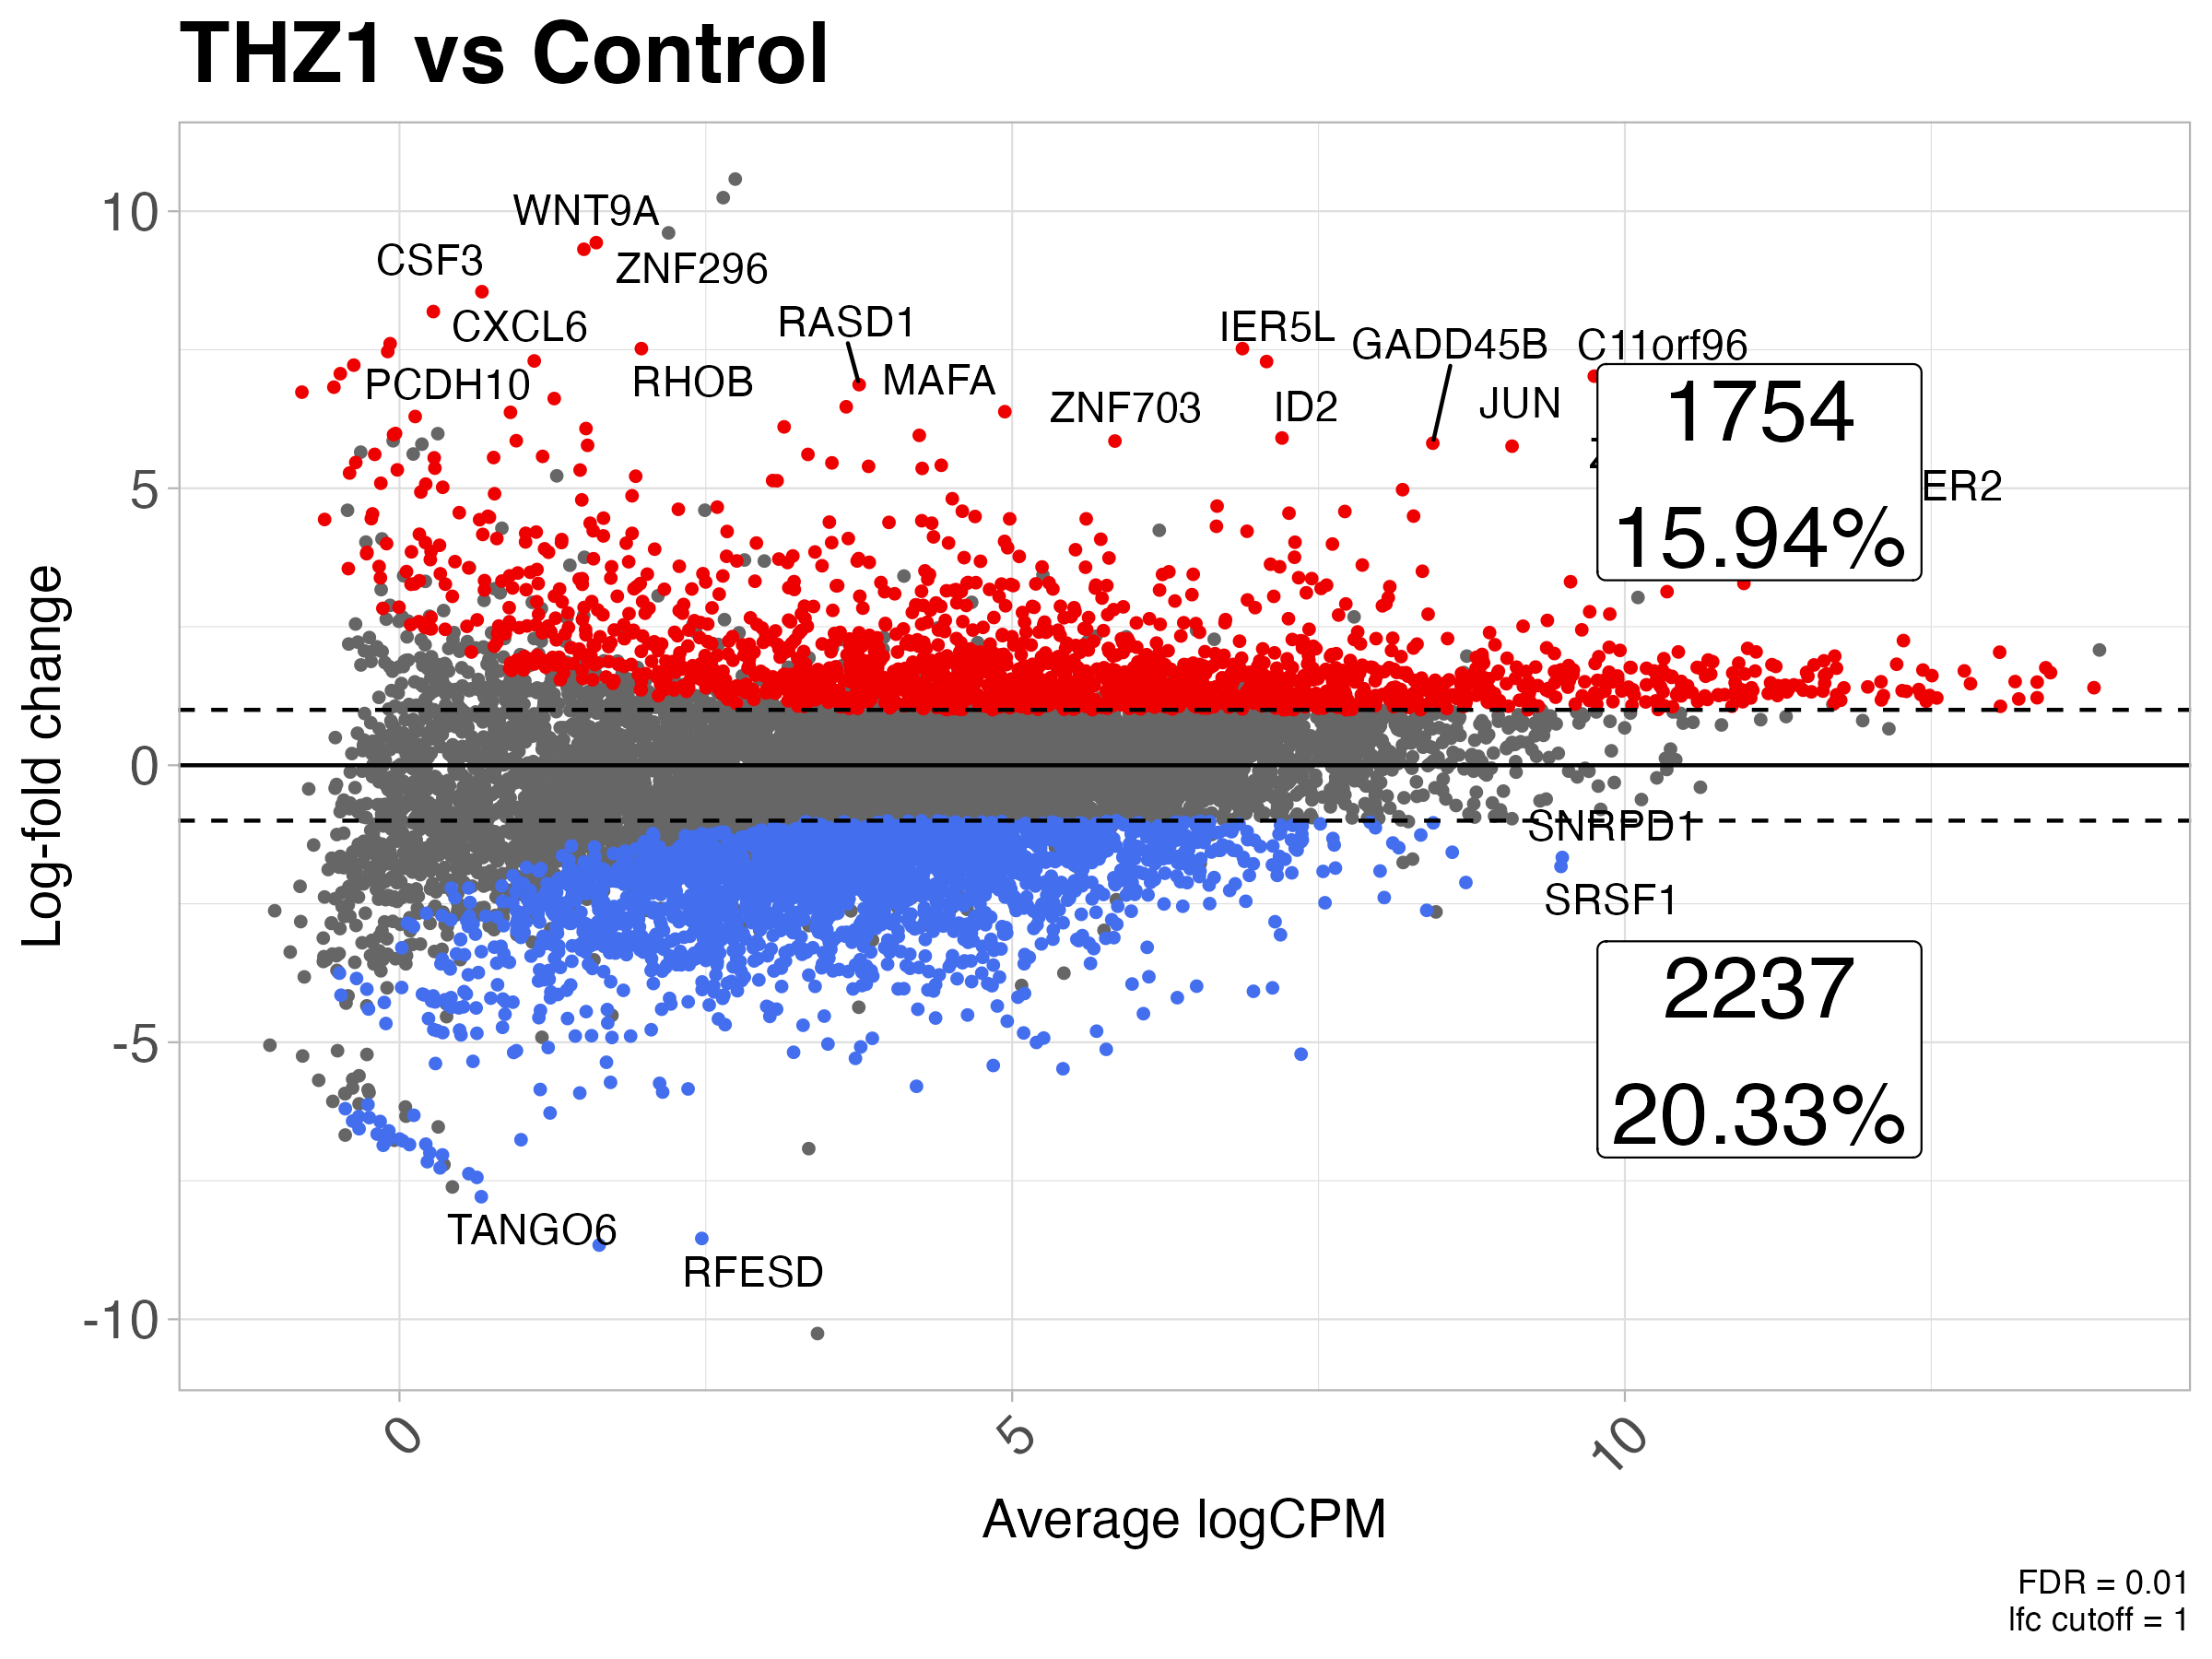 THZ1 vs Control
10
5
0
-5
-10
Log-fold change
WNT9A
CSF3
ZNF296
CXCL6
RASD1
IER5L
GADD45B
C11orf96
PCDH10
RHOB
MAFA
ZNF703
ID2
JUN
1754
15.94%
ER2
SNRPD1
SRSF1
2237
20.33%
TANGO6
RFESD
0
5
10
Average logCPM
FDR = 0.01
lfc cutoff = 1